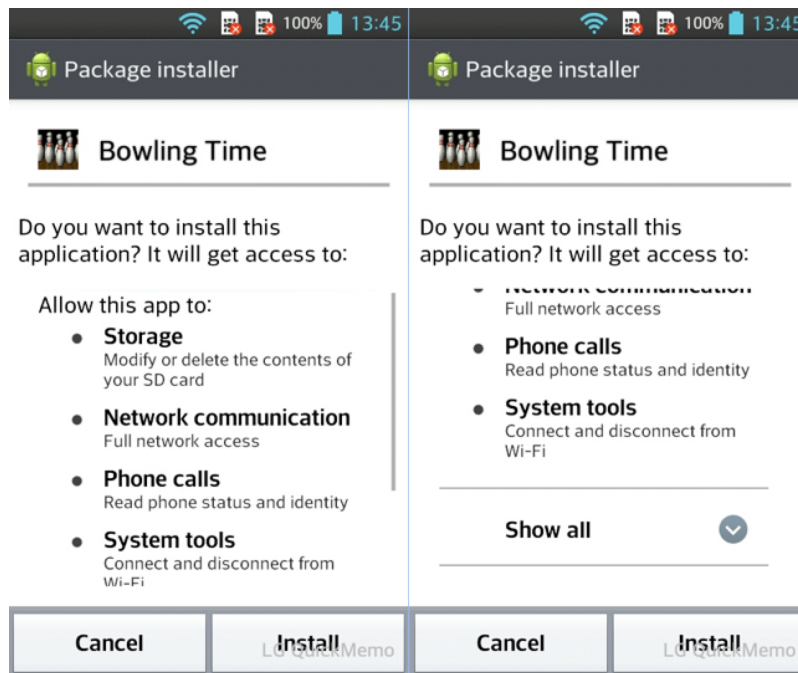 100% 13:45
Package installer
Bowling Time
Do you want to install this
application? It will get access to:
Allow this app to:
• Storage
Modify or delete the contents of
your SD card
• Network communication
Full network access
• Phone calls
Read phone status and identity
• System tools
Connect and disconnect from
Wi-Fi
Cancel Install
LG QuickMemo
100% 13:45
Package installer
Bowling Time
Do you want to install this
application? It will get access to:
• Network communication
Full network access
• Phone calls
Read phone status and identity
• System tools
Connect and disconnect from
Wi-Fi
Show all
Cancel Install
LG QuickMemo